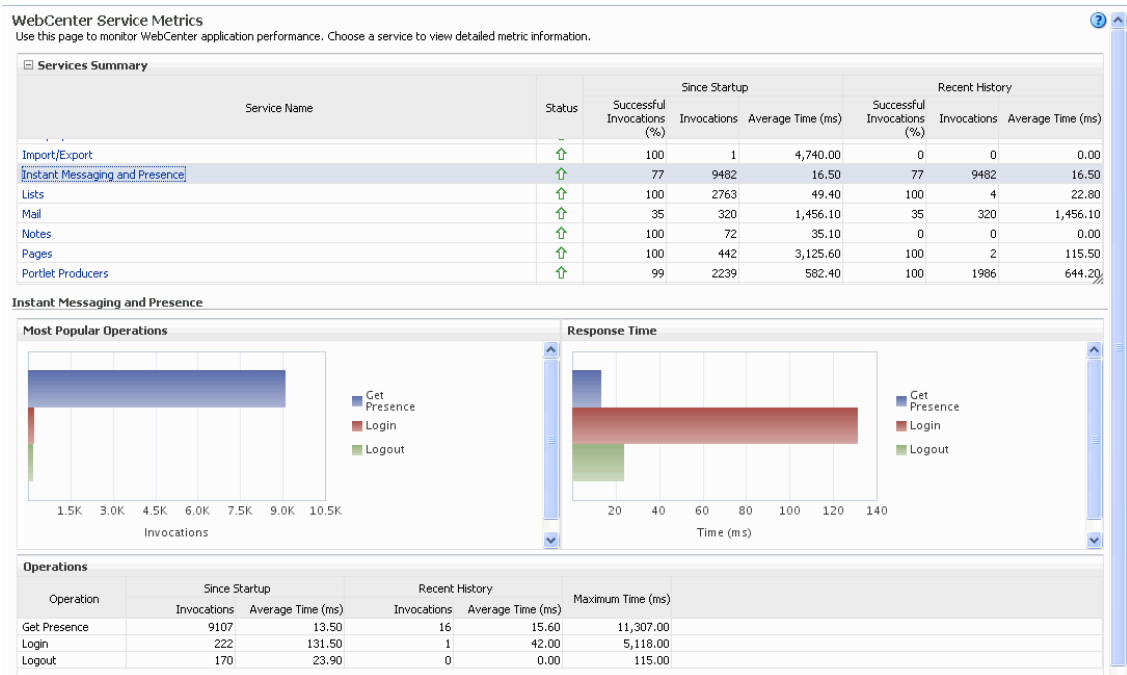 WebCenter Service Metrics
Use this page to monitor WebCenter application performance. Choose a service to view detailed metric information.
Services Summary
Service Name Status Since Startup Recent History
Successful Invocations (%) Invocations Average Time (ms) Successful Invocations (%) Invocations Average Time (ms)
Import/Export 100 1 4,740.00 0 0 0.00
Instant Messaging and Presence 77 9482 16.50 77 9482 16.50
Lists 100 2763 49.40 100 4 22.80
Mail 35 320 1,456.10 35 320 1,456.10
Notes 100 72 35.10 0 0 0.00
Pages 100 442 3,125.60 100 2 115.50
Portlet Producers 99 2239 582.40 100 1986 644.20
Instant Messaging and Presence
Most Popular Operations
Get
Presence
Login
Logout
1.5K 3.0K 4.5K 6.0K 7.5K 9.0K 10.5K
Invocations
Response Time
Get
Presence
Login
Logout
20 40 60 80 100 120 140
Time (ms)
Operations
Operation Since Startup Recent History Maximum Time (ms)
Invocations Average Time (ms) Invocations Average Time (ms)
Get Presence 9107 13.50 16 15.60 11,307.00
Login 222 131.50 1 42.00 5,118.00
Logout 170 23.90 0 0.00 115.00